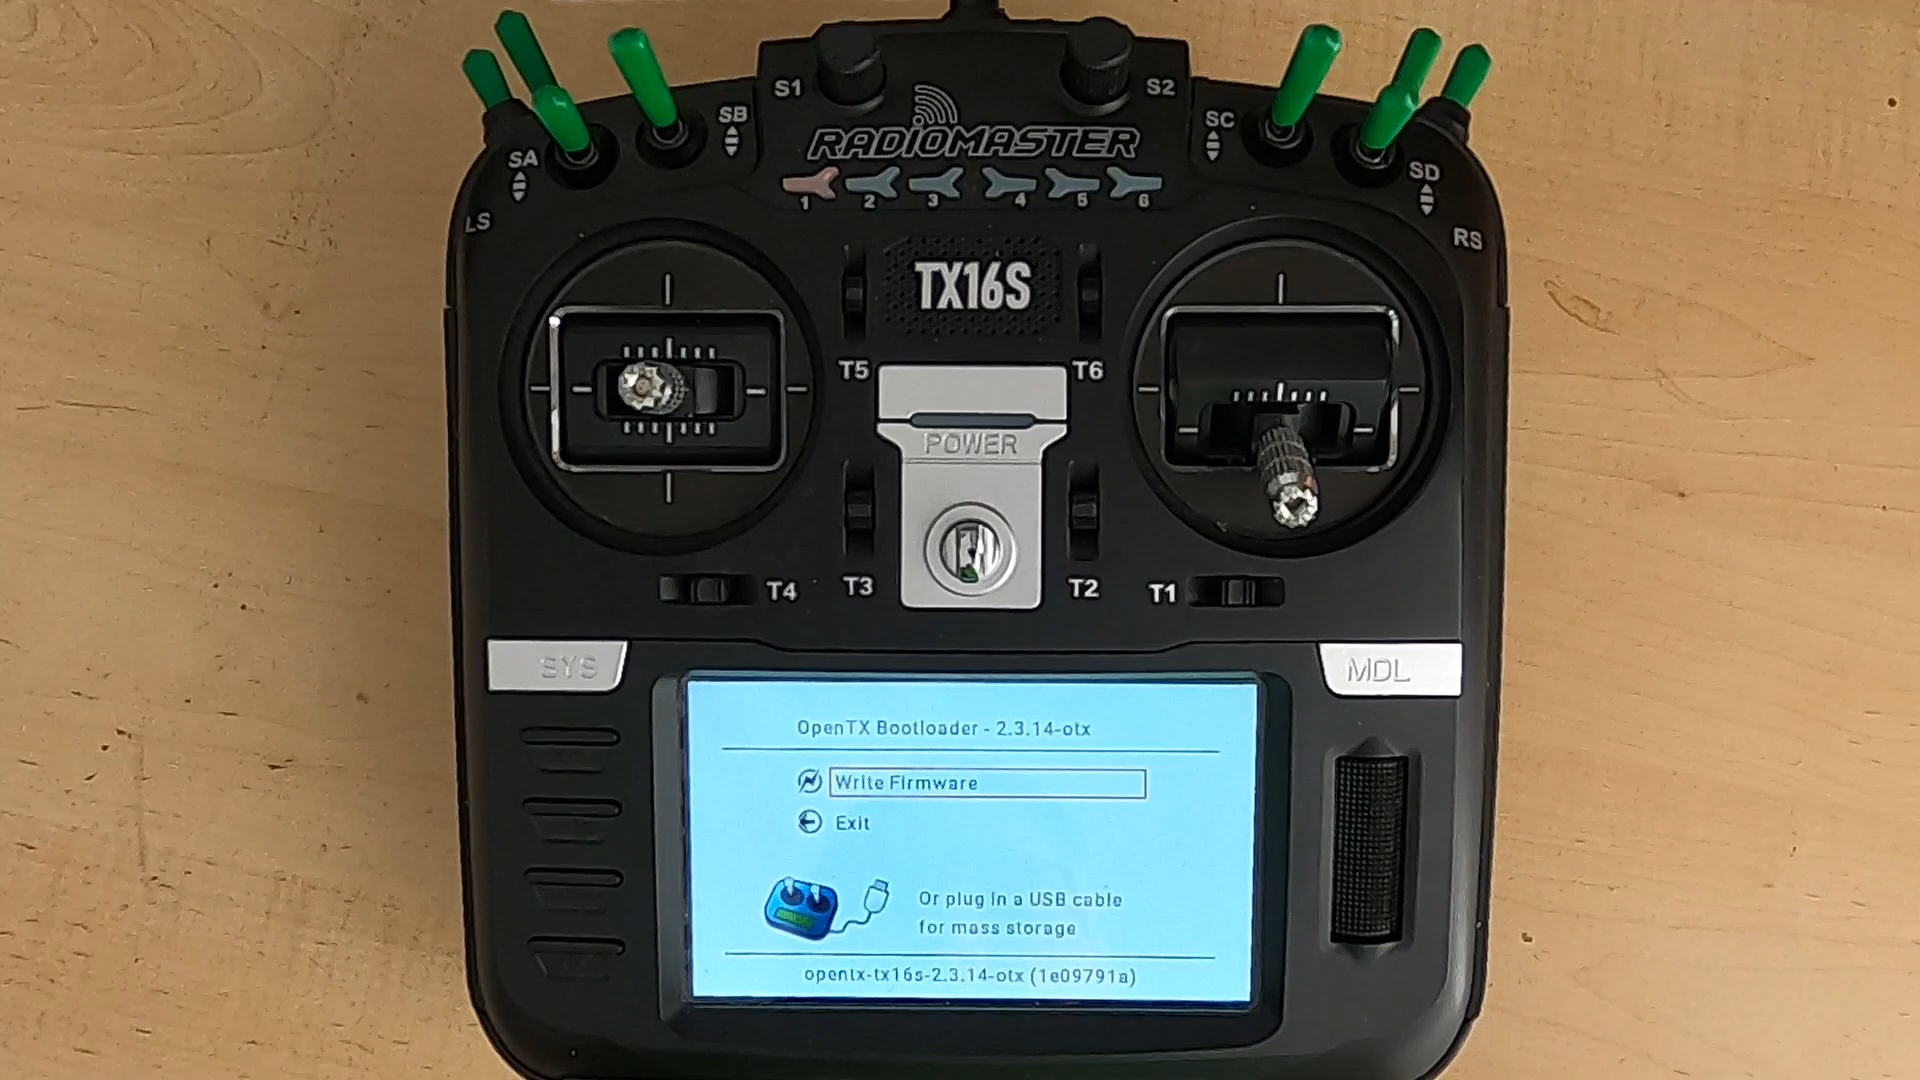 S1
S2
SB
SC
RADIOMASTER
SA
SD
1 2 3 4 5 6
LS
RS
TX16S
T5
T6
POWER
T4
T3
T2
T1
SYS
MDL
OpenTX Bootloader - 2.3.14-otx
Write Firmware
Exit
Or plug in a USB cable
for mass storage
opentx-tx16s-2.3.14-otx (1e09791a)